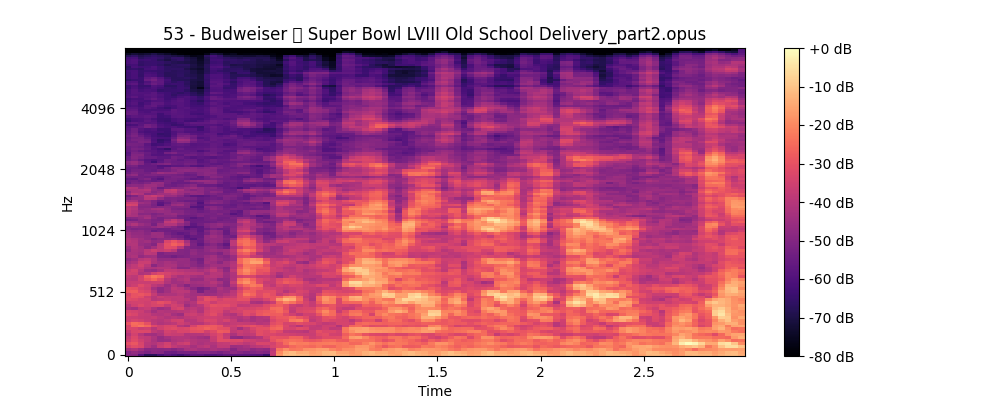 53 - Budweiser ▯ Super Bowl LVIII Old School Delivery_part2.opus
+0 dB
4096
-10 dB
-20 dB
2048
-30 dB
Hz
-40 dB
1024
-50 dB
512
-60 dB
-70 dB
0
-80 dB
0
0.5
1
1.5
2
2.5
Time